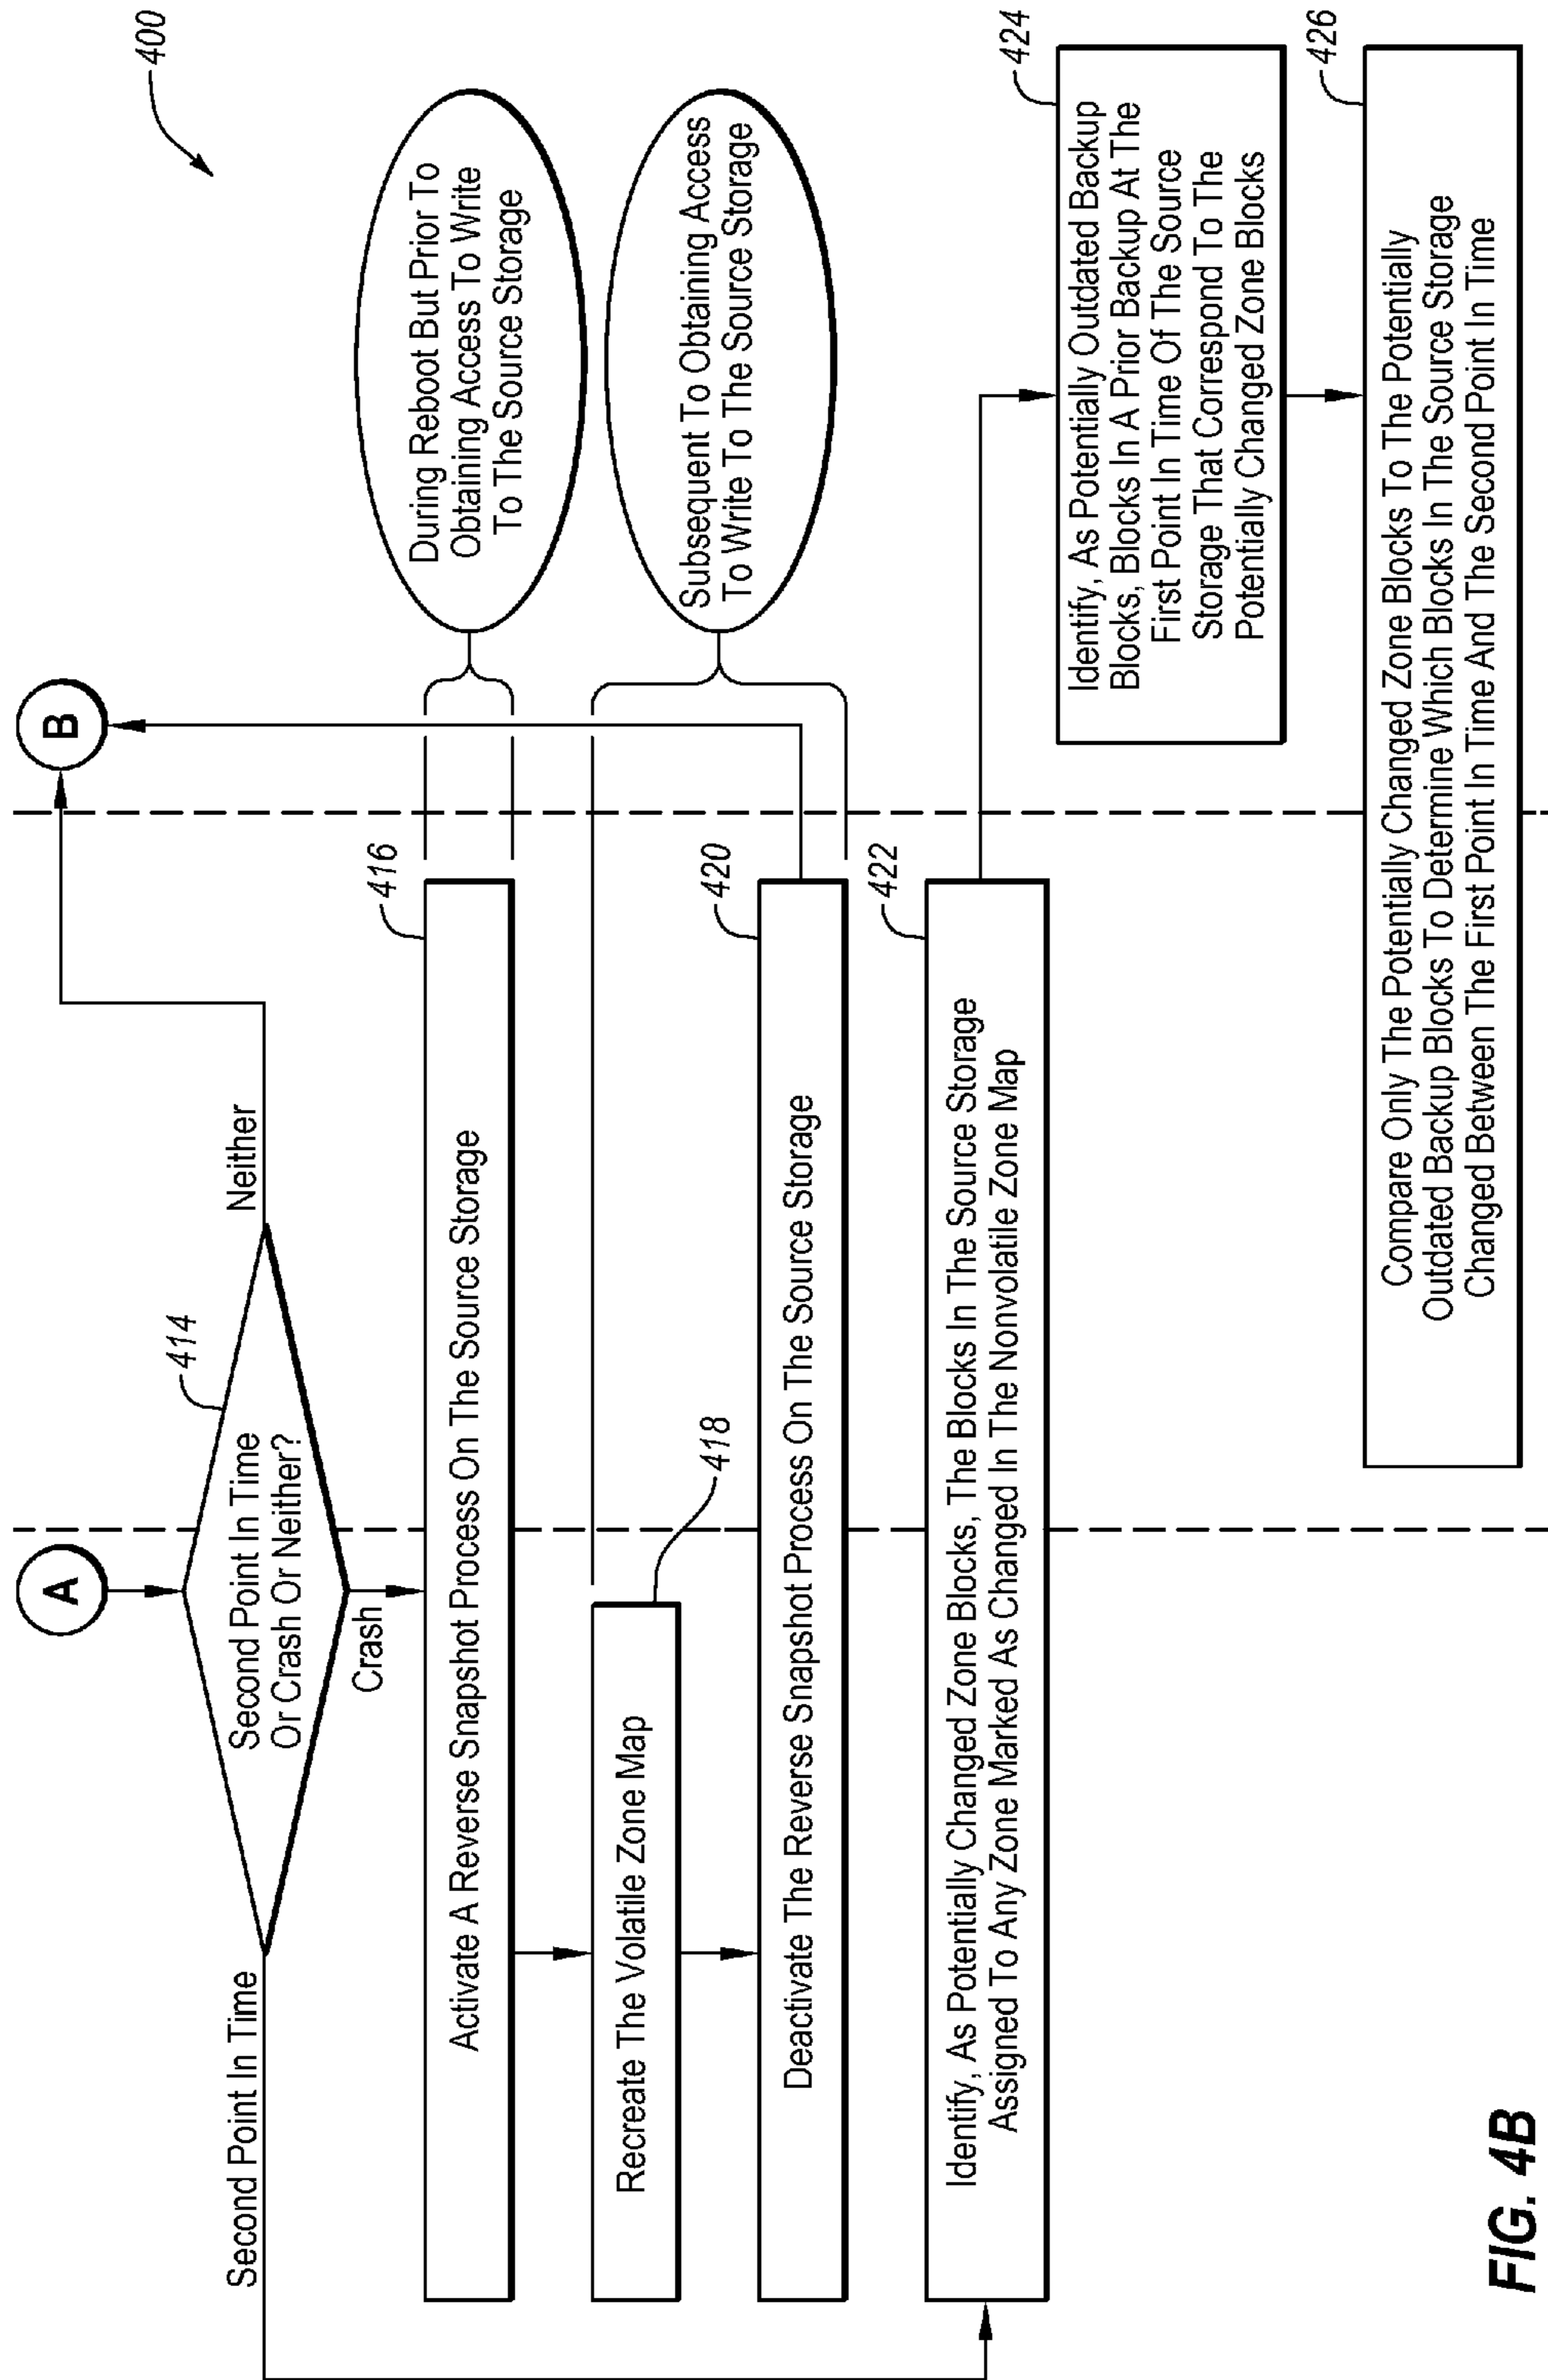 400
A
B
Second Point In Time
Or Crash Or Neither?
414
Second Point In Time
Neither
Crash
Activate A Reverse Snapshot Process On The Source Storage
416
During Reboot But Prior To
Obtaining Access To Write
To The Source Storage
Recreate The Volatile Zone Map
418
Subsequent To Obtaining Access
To Write To The Source Storage
Deactivate The Reverse Snapshot Process On The Source Storage
420
Identify, As Potentially Changed Zone Blocks, The Blocks In The Source Storage
Assigned To Any Zone Marked As Changed In The Nonvolatile Zone Map
422
Identify, As Potentially Outdated Backup
Blocks, Blocks In A Prior Backup At The
First Point In Time Of The Source
Storage That Correspond To The
Potentially Changed Zone Blocks
424
Compare Only The Potentially Changed Zone Blocks To The Potentially
Outdated Backup Blocks To Determine Which Blocks In The Source Storage
Changed Between The First Point In Time And The Second Point In Time
426
FIG. 4B